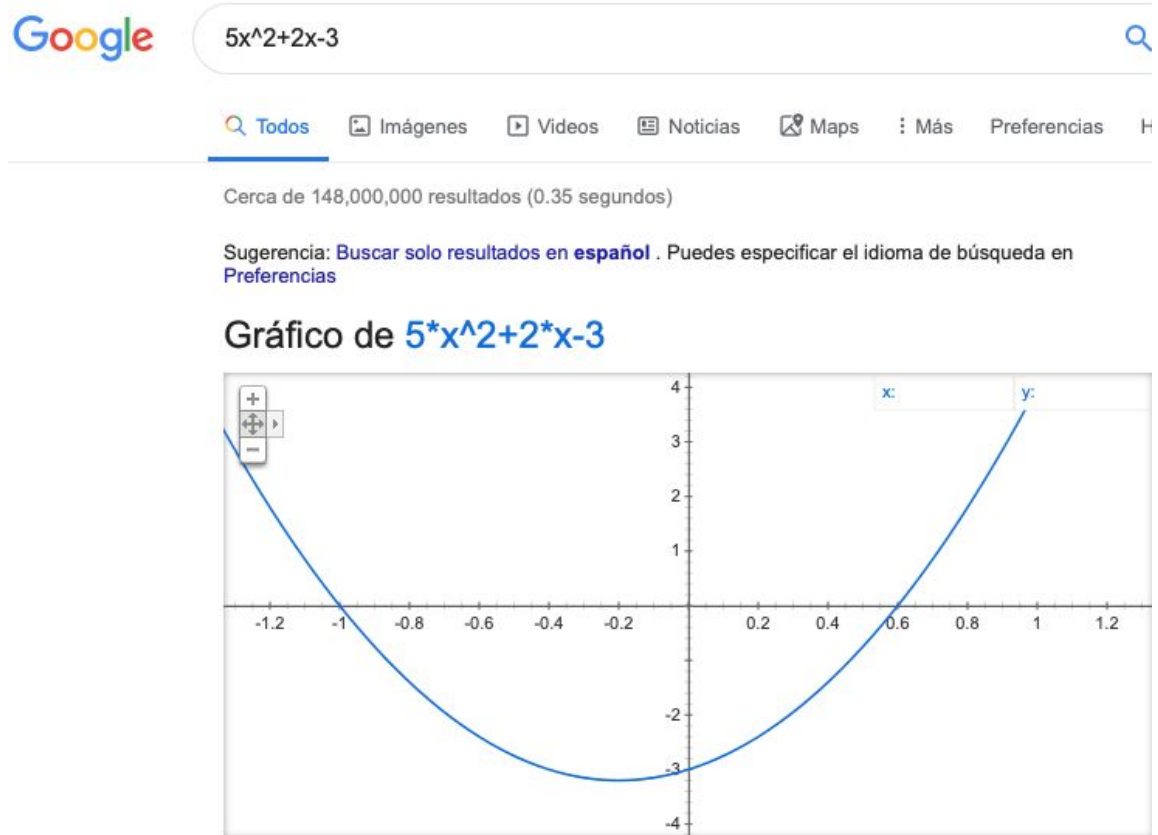 Google 5x^2+2x-3
Todos Imágenes Videos Noticias Maps Más Preferencias H
Cerca de 148,000,000 resultados (0.35 segundos)
Sugerencia: Buscar solo resultados en español . Puedes especificar el idioma de búsqueda en
Preferencias
Gráfico de 5*x^2+2*x-3
4 x: y:
3
2
1
-1.2 -1 -0.8 -0.6 -0.4 -0.2 0.2 0.4 0.6 0.8 1 1.2
-2
-3
-4